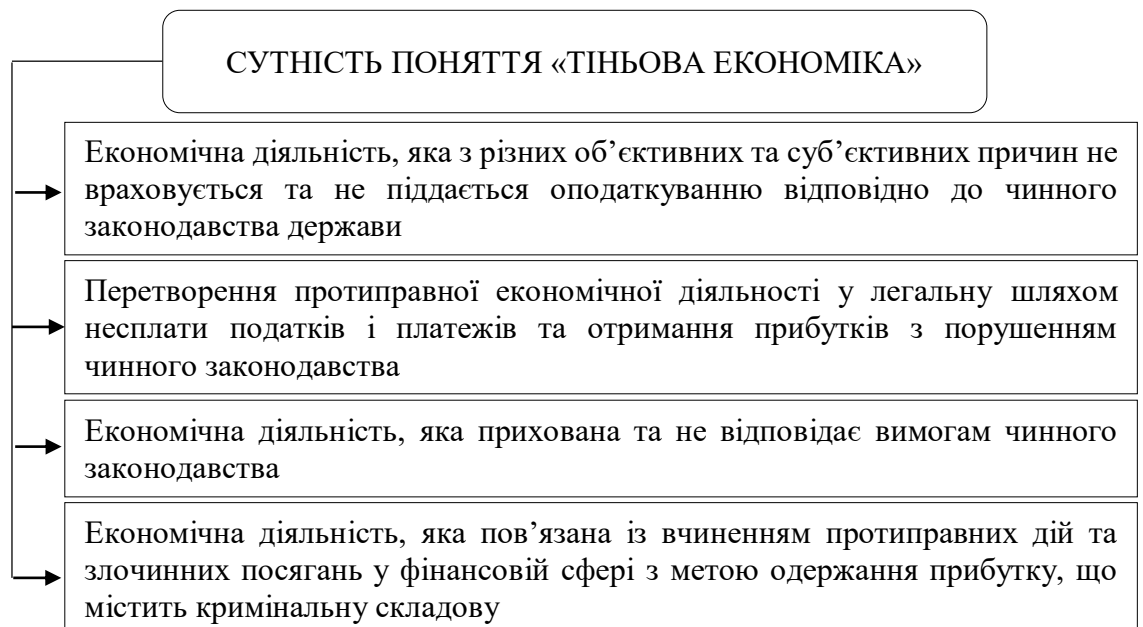 СУТНІСТЬ ПОНЯТТЯ «ТІНЬОВА ЕКОНОМІКА»
Економічна діяльність, яка з різних об’єктивних та суб’єктивних причин не
враховується та не піддається оподаткуванню відповідно до чинного
законодавства держави
Перетворення протиправної економічної діяльності у легальну шляхом
несплати податків і платежів та отримання прибутків з порушенням
чинного законодавства
Економічна діяльність, яка прихована та не відповідає вимогам чинного
законодавства
Економічна діяльність, яка пов’язана із вчиненням протиправних дій та
злочинних посягань у фінансовій сфері з метою одержання прибутку, що
містить кримінальну складову